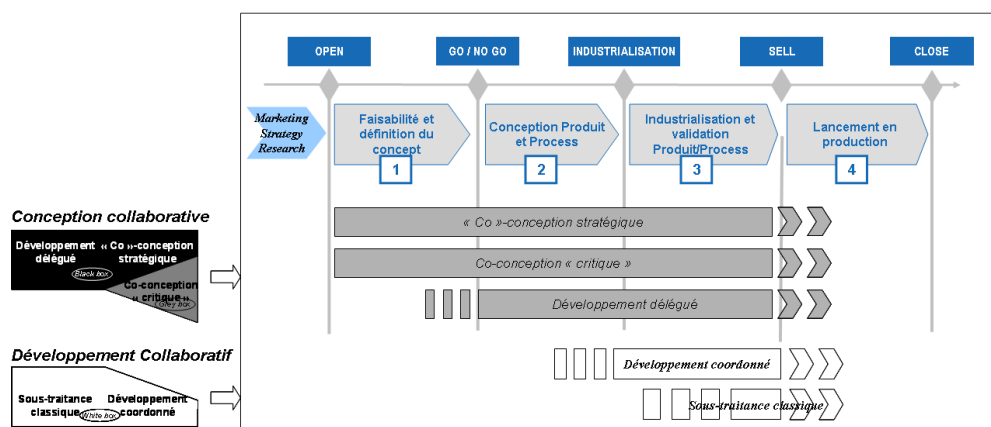 OPEN
GO / NO GO
INDUSTRIALISATION
SELL
CLOSE
Marketing
Strategy
Research
Faisabilité et
définition du
concept
1
Conception Produit
et Process
2
Industrialisation et
validation
Produit/Process
3
Lancement en
production
4
Conception collaborative
Développement
délégué
« Co »-conception
stratégique
Black box
Co-conception
« critique »
Grey box
« Co »-conception stratégique
Co-conception « critique »
Développement délégué
Développement Collaboratif
Sous-traitance
classique
Développement
coordonné
White box
Développement coordonné
Sous-traitance classique